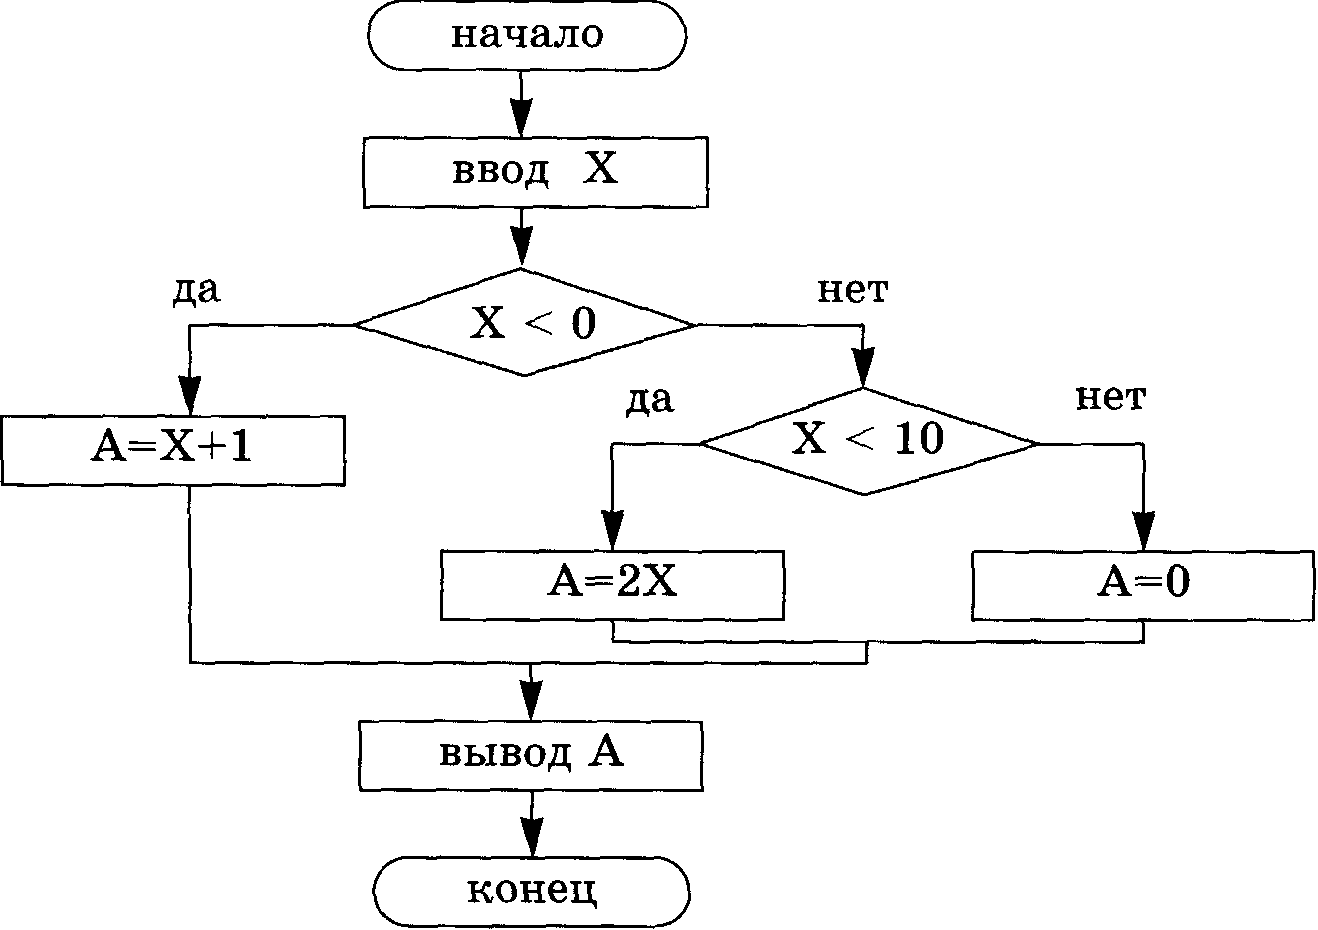 начало
ввод X
да
нет
X < 0
да
нет
A=X+1
X < 10
A=2X
A=0
вывод A
конец